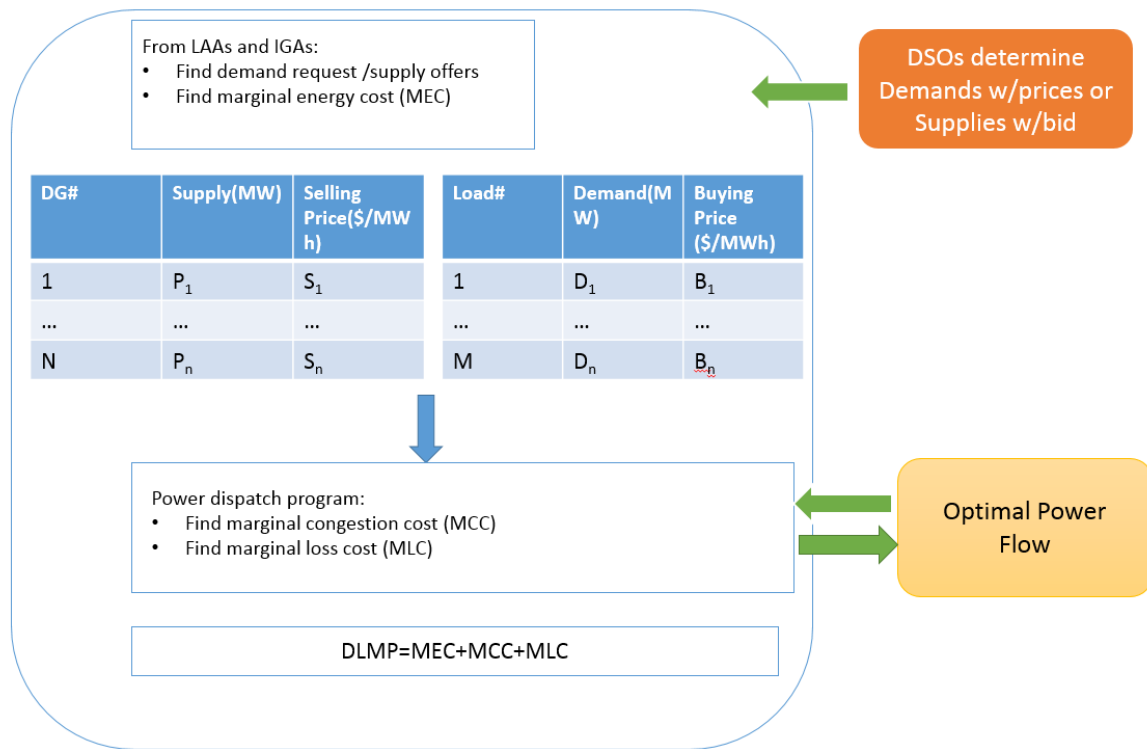 From LAAs and IGAs:
• Find demand request /supply offers
• Find marginal energy cost (MEC)
DSOs determine
Demands w/prices or
Supplies w/bid
DG# Supply(MW) Selling
Price($/MW
h)
1 P1 S1
... ... ...
N Pn Sn
Load# Demand(M
W) Buying
Price
($/MWh)
1 D1 B1
... ... ...
M Dn Bn
Power dispatch program:
• Find marginal congestion cost (MCC)
• Find marginal loss cost (MLC)
Optimal Power
Flow
DLMP=MEC+MCC+MLC